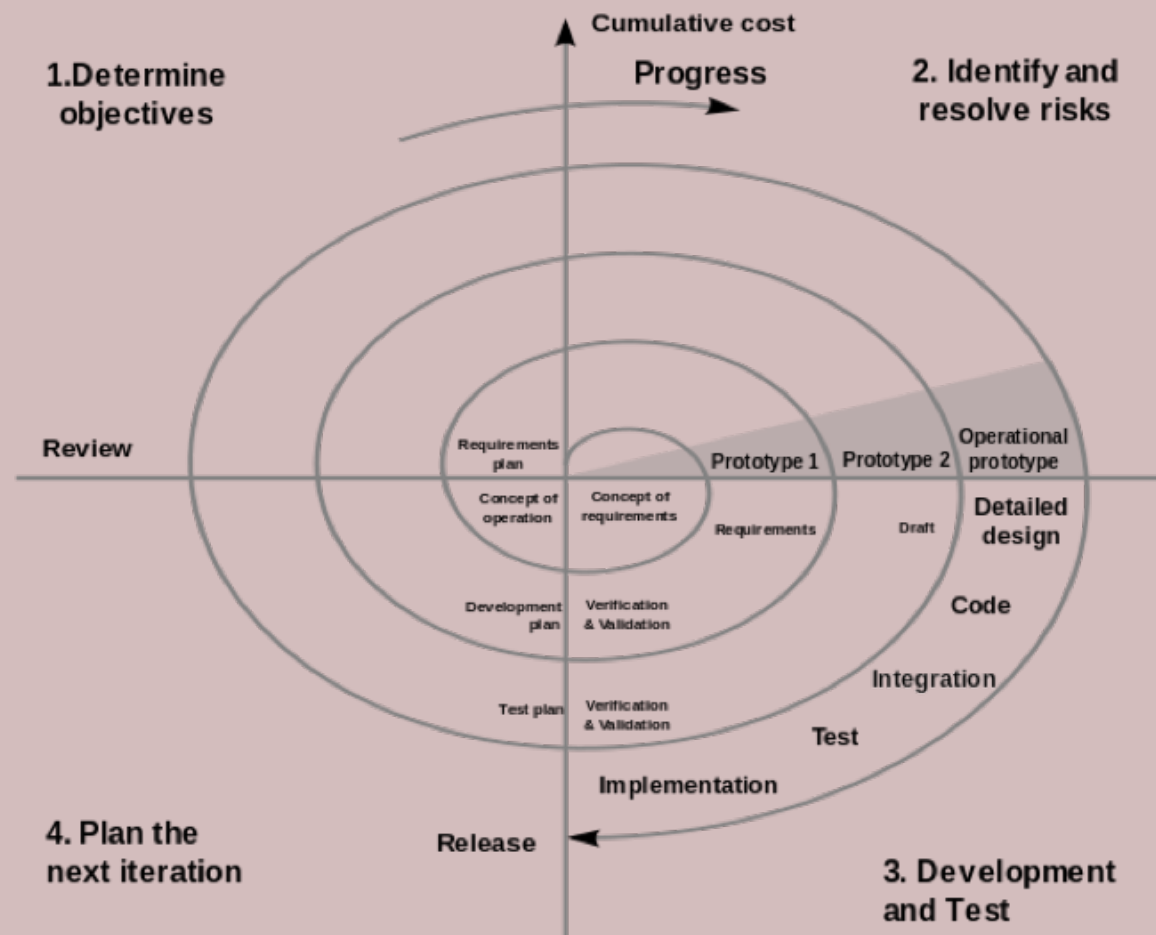 Cumulative cost
Progress
1.Determine
objectives
2. Identify and
resolve risks
Review
Requirements
plan
Prototype 1
Prototype 2
Operational
prototype
Concept of
operation
Concept of
requirements
Requirements
Draft
Detailed
design
Development
plan
Verification
& Validation
Code
Integration
Test plan
Verification
& Validation
Test
Implementation
Release
4. Plan the
next iteration
3. Development
and Test